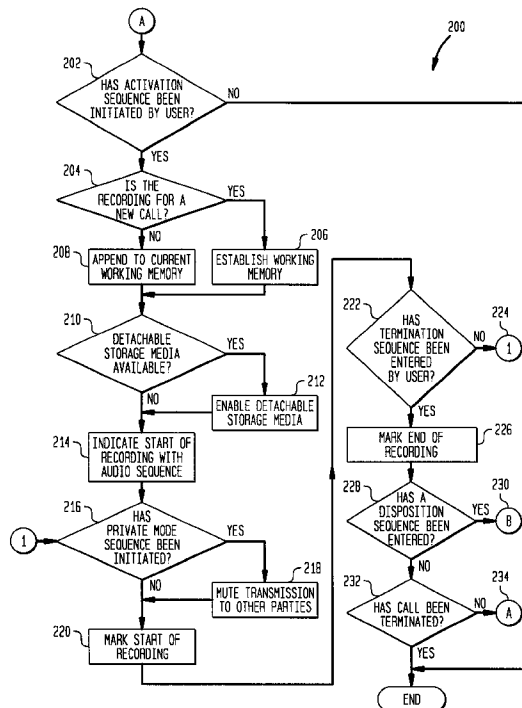 A
200
202
HAS ACTIVATION
SEQUENCE BEEN
INITIATED BY USER?
NO
YES
204
IS THE
RECORDING FOR A
NEW CALL?
YES
NO
208
APPEND TO CURRENT
WORKING MEMORY
206
ESTABLISH WORKING
MEMORY
210
DETACHABLE
STORAGE MEDIA
AVAILABLE?
YES
NO
212
ENABLE DETACHABLE
STORAGE MEDIA
214
INDICATE START OF
RECORDING WITH
AUDIO SEQUENCE
1
216
HAS
PRIVATE MODE
SEQUENCE BEEN
INITIATED?
YES
NO
218
MUTE TRANSMISSION
TO OTHER PARTIES
220
MARK START OF
RECORDING
222
HAS
TERMINATION
SEQUENCE BEEN
ENTERED
BY USER?
NO
224
1
YES
226
MARK END OF
RECORDING
228
HAS A
DISPOSITION
SEQUENCE BEEN
ENTERED?
YES
230
B
NO
232
HAS CALL BEEN
TERMINATED?
NO
234
A
YES
END